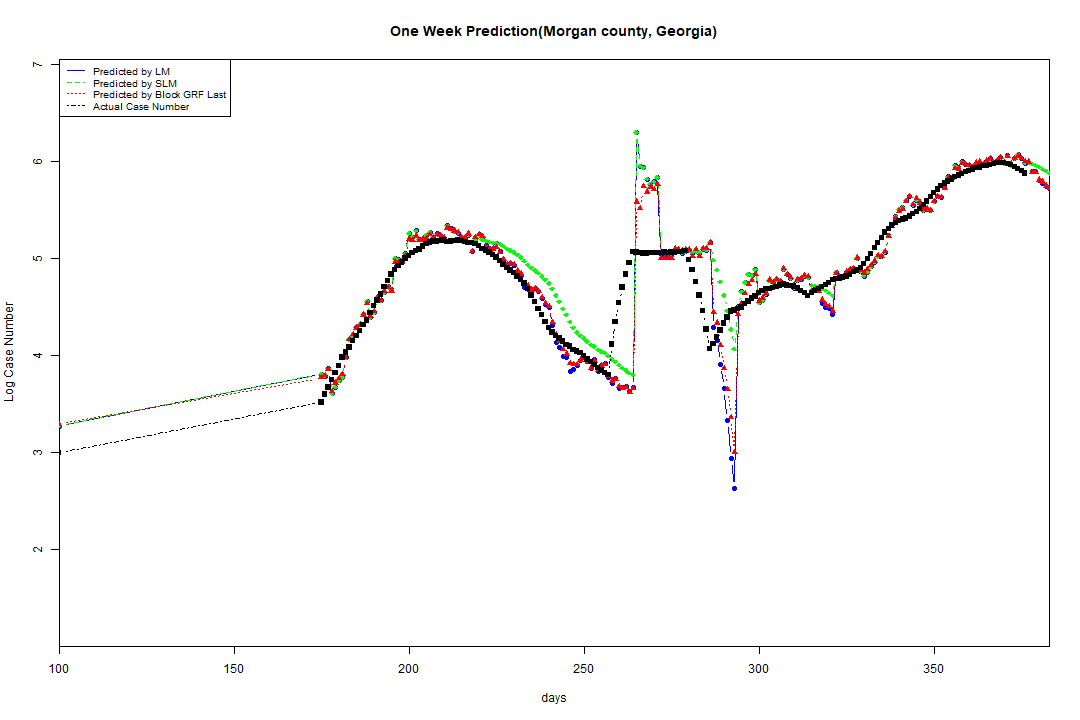 One Week Prediction(Morgan county, Georgia)
Predicted by LM
Predicted by SLM
Predicted by Block GRF Last
Actual Case Number
7
6
5
4
3
2
Log Case Number
100 150 200 250 300 350
days